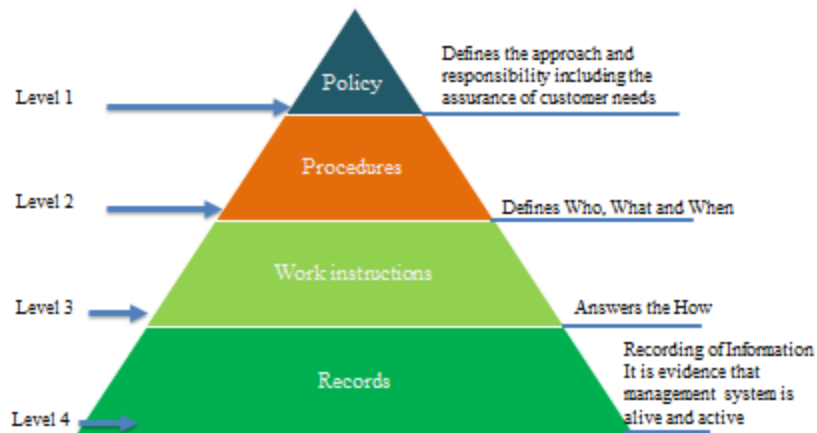 Defines the approach and
responsibility including the
assurance of customer needs
Policy
Level 1
Procedures
Level 2
Defines Who, What and When
Work instructions
Level 3
Answers the How
Recording of Information
It is evidence that
management system is
alive and active
Records
Level 4